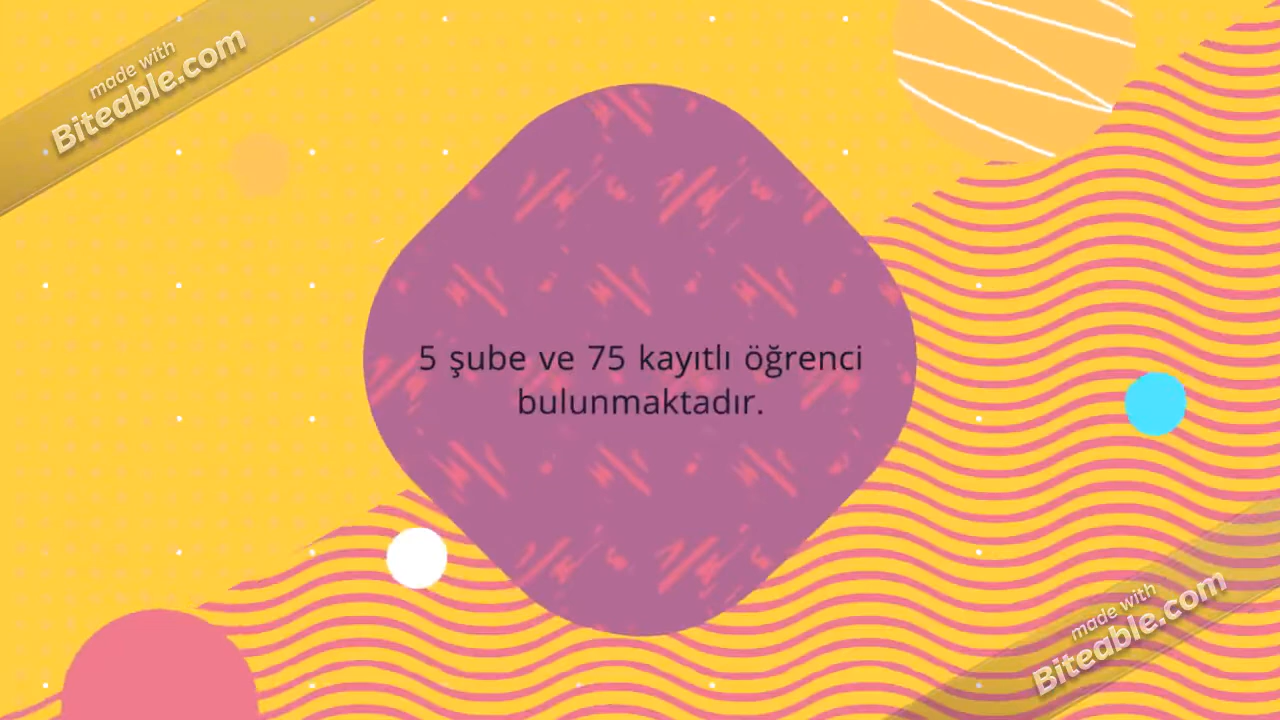 made with
Biteable.com
5 şube ve 75 kayıtlı öğrenci
bulunmaktadır.
made with
Biteable.com